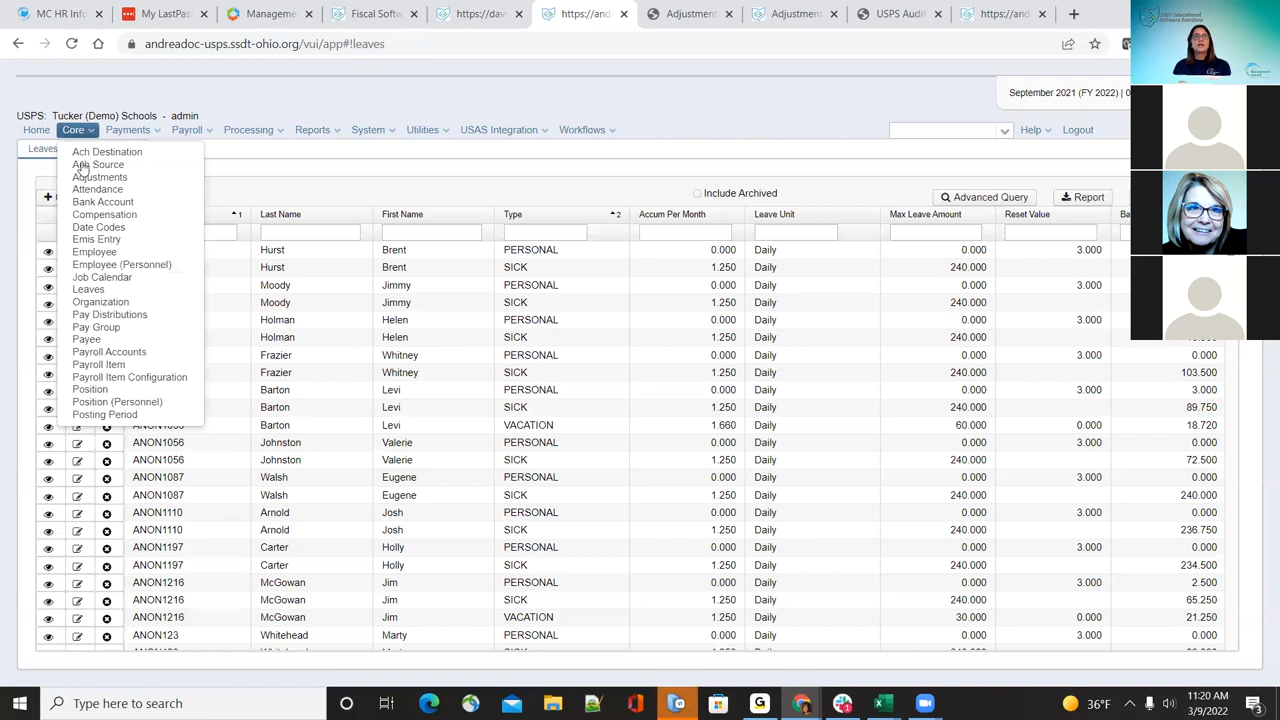 MC HR Info
My LastPass
Management
Fiscal Softw
https://and
Adjustment
Adjustment
https://and
andreadoc-usps.ssdt-ohio.org/vui/app#!leaves
SSDT Educational Software Solutions
September 2021 (FY 2022) | 0
USPS: Tucker (Demo) Schools - admin
Home Core Payments Payroll Processing Reports System Utilities USAS Integration Workflows Help Logout
Leaves
Ach Destination
Ach Source
Adjustments
Attendance
Bank Account
Compensation
Date Codes
Emis Entry
Employee
Employee (Personnel)
Job Calendar
Leaves
Organization
Pay Distributions
Pay Group
Payee
Payroll Accounts
Payroll Item
Payroll Item Configuration
Position
Position (Personnel)
Posting Period
Include Archived Advanced Query Report
1 Last Name First Name Type 2 Accum Per Month Leave Unit Max Leave Amount Reset Value Ba
Hurst Brent PERSONAL 0.000 Daily 0.000 3.000
Hurst Brent SICK 1.250 Daily 240.000
Moody Jimmy PERSONAL 0.000 Daily 0.000 3.000
Moody Jimmy SICK 1.250 Daily 240.000
Holman Helen PERSONAL 0.000 Daily 0.000 3.000
Holman Helen SICK 1.250 Daily 240.000
Frazier Whitney PERSONAL 0.000 Daily 0.000 3.000
Frazier Whitney SICK 1.250 Daily 240.000 103.500
Barton Levi PERSONAL 0.000 Daily 0.000 3.000 3.000
Barton Levi SICK 1.250 Daily 240.000 89.750
Barton Levi VACATION 1.660 Daily 60.000 0.000 18.720
ANON1056 Johnston Valerie PERSONAL 0.000 Daily 0.000 3.000 0.000
ANON1056 Johnston Valerie SICK 1.250 Daily 240.000 72.500
ANON1087 Walsh Eugene PERSONAL 0.000 Daily 0.000 3.000 0.000
ANON1087 Walsh Eugene SICK 1.250 Daily 240.000 240.000
ANON1110 Arnold Josh PERSONAL 0.000 Daily 0.000 3.000 0.000
ANON1110 Arnold Josh SICK 1.250 Daily 240.000 236.750
ANON1197 Carter Holly PERSONAL 0.000 Daily 0.000 3.000 0.000
ANON1197 Carter Holly SICK 1.250 Daily 240.000 234.500
ANON1216 McGowan Jim PERSONAL 0.000 Daily 0.000 3.000 2.500
ANON1216 McGowan Jim SICK 1.250 Daily 240.000 65.250
ANON1216 McGowan Jim VACATION 1.250 Daily 30.000 0.000 21.250
ANON123 Whitehead Marty PERSONAL 0.000 Daily 0.000 3.000 0.000
Type here to search
36°F
11:20 AM
3/9/2022
3